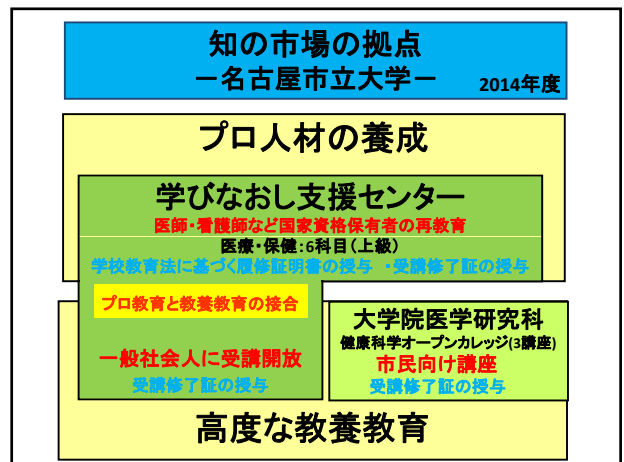 知の市場の拠点
－名古屋市立大学－
2014年度
プロ人材の養成
学びなおし支援センター
医師・看護師など国家資格保有者の再教育
医療・保健:6科目(上級)
学校教育法に基づく履修証明書の授与 ・受講修了証の授与
プロ教育と教養教育の接合
一般社会人に受講開放
受講修了証の授与
大学院医学研究科
健康科学オープンカレッジ(3講座)
市民向け講座
受講修了証の授与
高度な教養教育